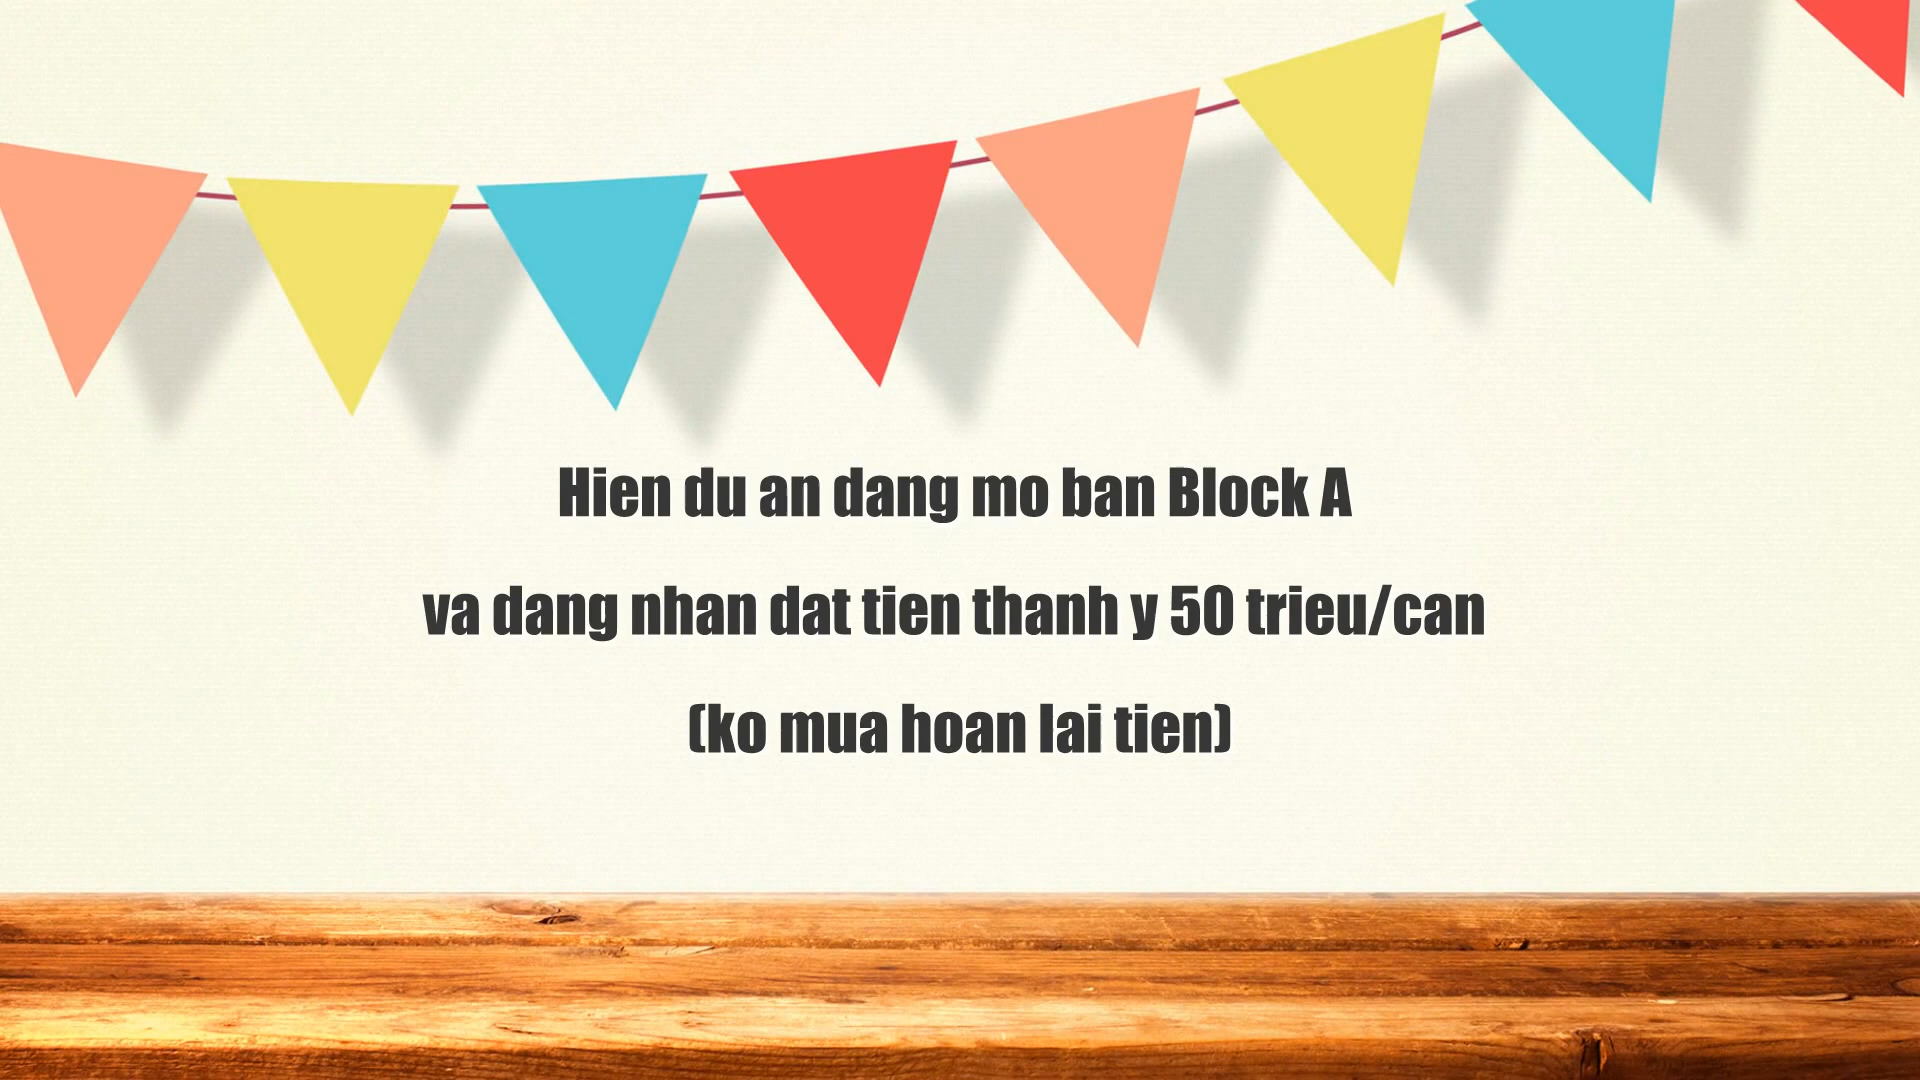 Hien du an dang mo ban Block A
va dang nhan dat tien thanh y 50 trieu/can
(ko mua hoan lai tien)